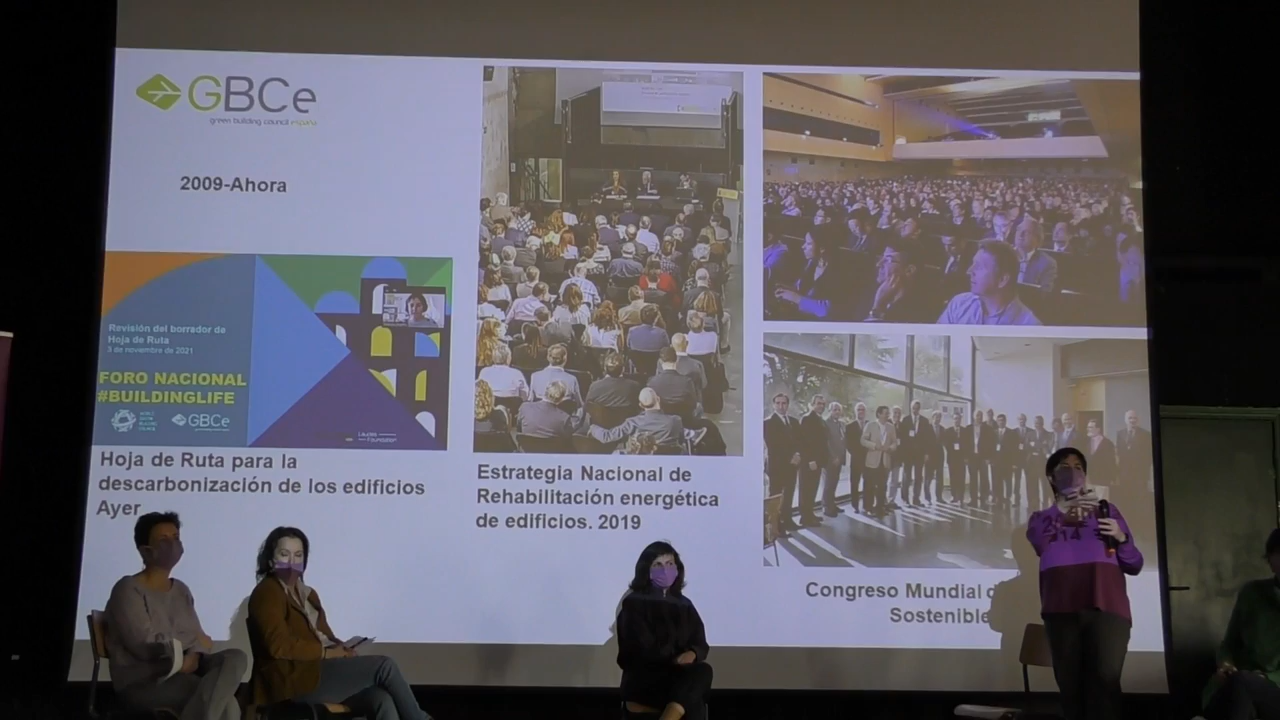 GBCe
green building council españa
2009-Ahora
Revisión del borrador de
Hoja de Ruta
3 de noviembre de 2021
FORO NACIONAL
#BUILDINGLIFE
GBCe
Hoja de Ruta para la
descarbonización de los edificios
Ayer
Estrategia Nacional de
Rehabilitación energética
de edificios. 2019
Congreso Mundial
Sostenible